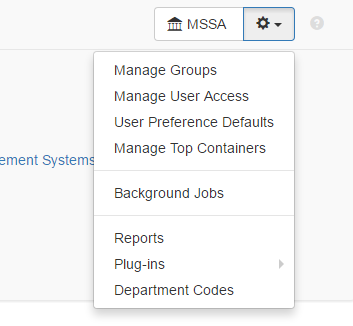 MSSA
Manage Groups
Manage User Access
User Preference Defaults
Manage Top Containers
ement Systems
Background Jobs
Reports
Plug-ins
Department Codes